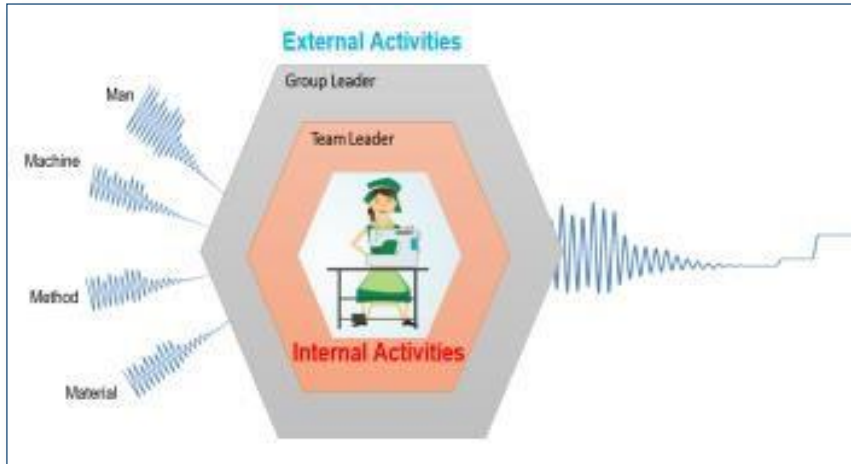 External Activities
Group Leader
Man
Team Leader
Machine
Method
Internal Activities
Material